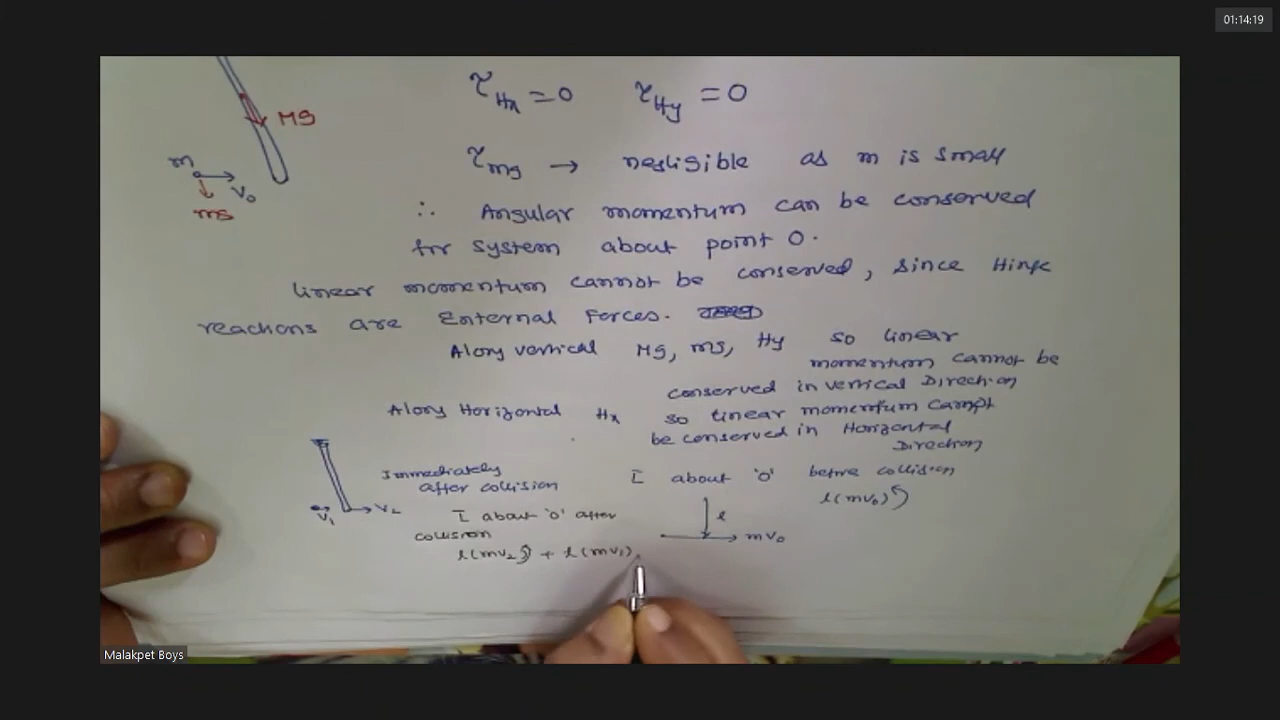 01:14:19
τHx = 0 τHy = 0
Mg
m
v0
mg
τmg → negligible as m is small
∴ Angular momentum can be conserved
for system about point O.
linear momentum cannot be conserved, since Hinge
reactions are External Forces.
Along vertical Mg, mg, Hy so linear
momentum cannot be
conserved in vertical Direction
Along Horizontal Hx so linear momentum cannot
be conserved in Horizontal
Direction
Immediately
after collision
v1
v2
L about 'O' before collision
l(mv0)
L about 'O' after
collision
l
mv0
l(mv2) + l(mv1)
Malakpet Boys